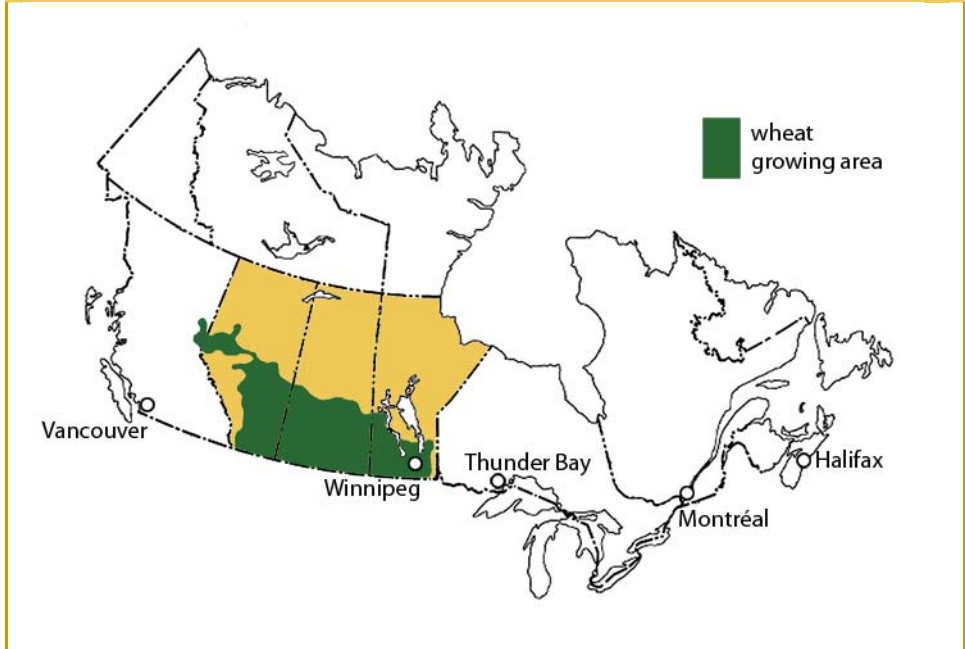 wheat
growing area
Vancouver
Winnipeg
Thunder Bay
Halifax
Montréal